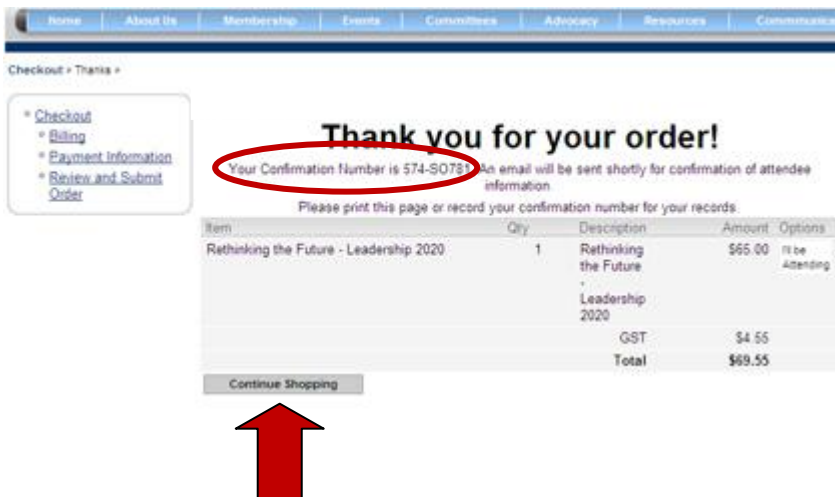 Home About Us Membership Events Committees Advocacy Resources
Checkout > Thanks >
Checkout
Billing
Payment Information
Review and Submit
Order
Thank you for your order!
Your Confirmation Number is 574-SO781 An email will be sent shortly for confirmation of attendee
information
Please print this page or record your confirmation number for your records
Item Qty Description Amount Options
Rethinking the Future - Leadership 2020 1 Rethinking $65.00 I'll be
the Future Attending
-
Leadership
2020
GST $4.55
Total $69.55
Continue Shopping